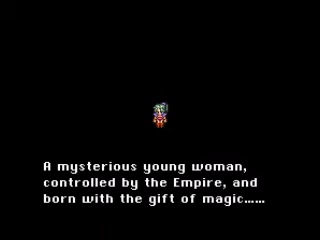 A mysterious young woman,
controlled by the Empire, and
born with the gift of magic……